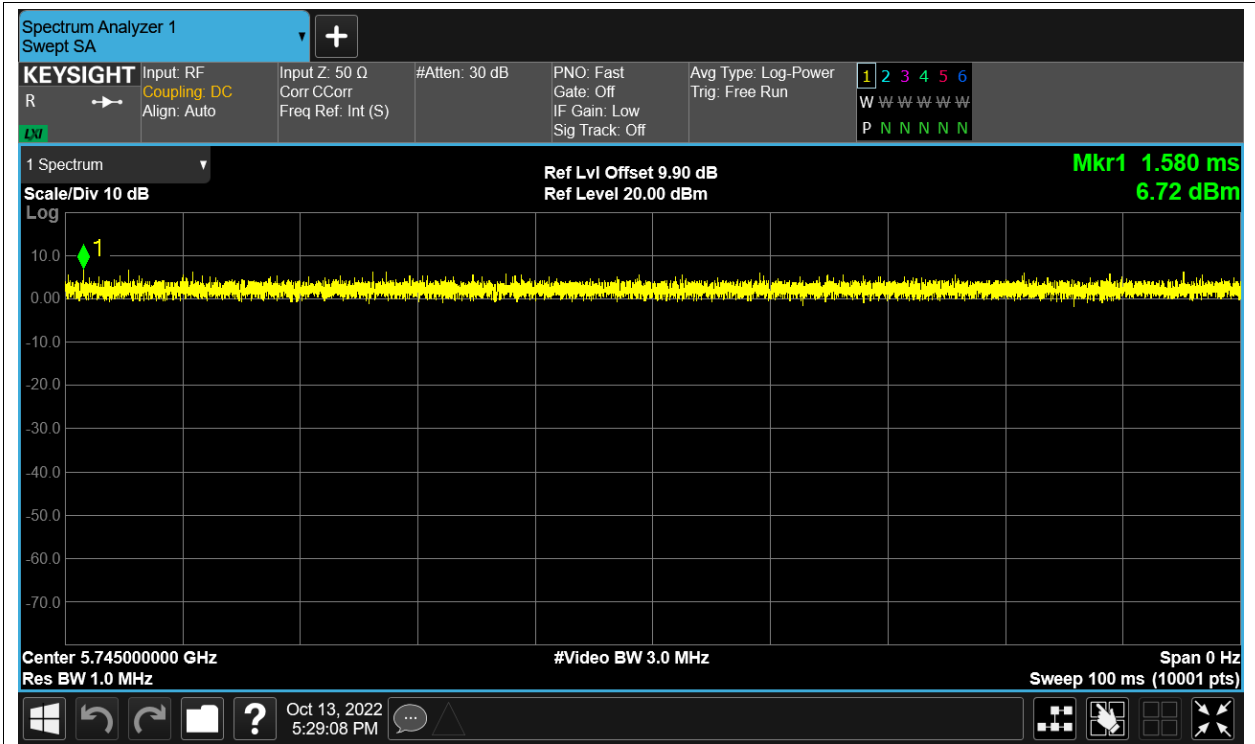 Spectrum Analyzer 1
Swept SA
KEYSIGHT
R
LXI
Input: RF
Coupling: DC
Align: Auto
Input Z: 50 Ω
Corr CCorr
Freq Ref: Int (S)
#Atten: 30 dB
PNO: Fast
Gate: Off
IF Gain: Low
Sig Track: Off
Avg Type: Log-Power
Trig: Free Run
1 2 3 4 5 6
W W W W W W
P N N N N N
1 Spectrum
Scale/Div 10 dB
Ref Lvl Offset 9.90 dB
Ref Level 20.00 dBm
Mkr1 1.580 ms
6.72 dBm
Log
1
10.0
0.00
-10.0
-20.0
-30.0
-40.0
-50.0
-60.0
-70.0
Center 5.745000000 GHz
Res BW 1.0 MHz
#Video BW 3.0 MHz
Span 0 Hz
Sweep 100 ms (10001 pts)
?
Oct 13, 2022
5:29:08 PM